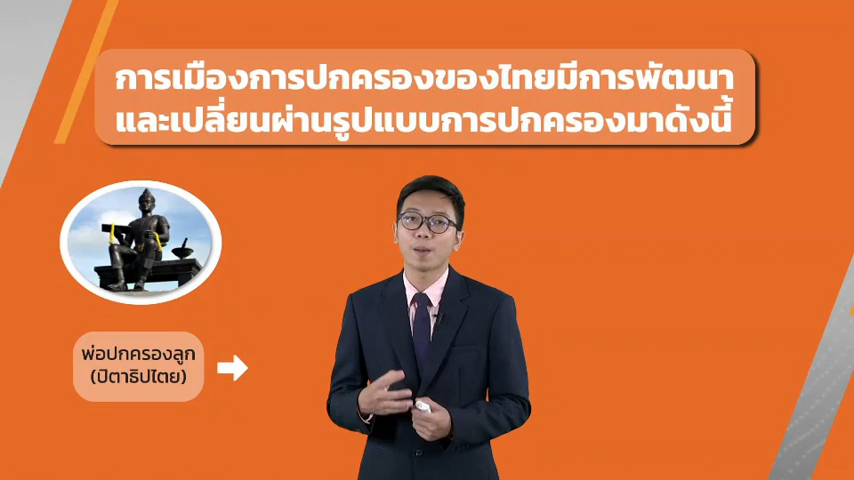 การเมืองการปกครองของไทยมีการพัฒนา
และเปลี่ยนผ่านรูปแบบการปกครองมาดังนี้
พ่อปกครองลูก
(ปิตาธิปไตย)